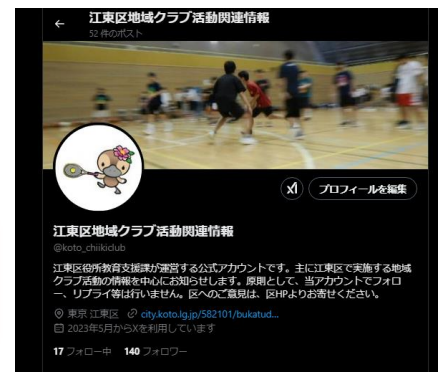 江東区地域クラブ活動関連情報
52 件のポスト
プロフィールを編集
江東区地域クラブ活動関連情報
@koto_chiikiclub
江東区役所教育支援課が運営する公式アカウントです。主に江東区で実施する地域
クラブ活動の情報を中心にお知らせします。原則として、当アカウントでフォロ
ー、リプライ等は行いません。区へのご意見は、区HPよりお寄せください。
東京 江東区 city.koto.lg.jp/582101/bukatud...
2023年5月からXを利用しています
17 フォロー中 140 フォロワー